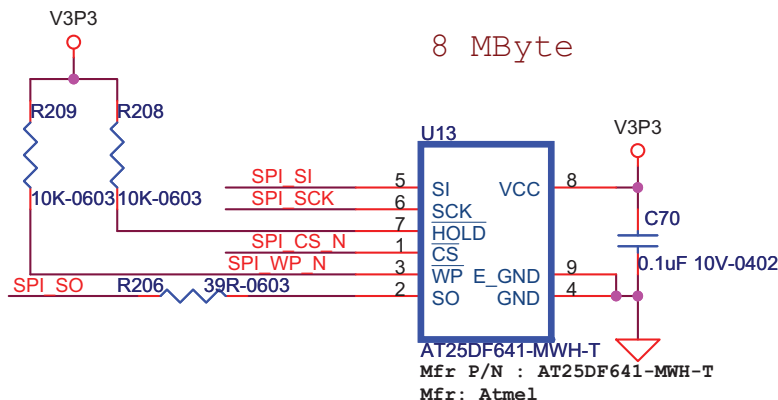 V3P3
8 MByte
R209 R208
U13
V3P3
10K-0603 10K-0603
SPI_SI 5 SI VCC 8
SPI_SCK 6 SCK
C70
7 HOLD
SPI_CS_N 1 CS
0.1uF 10V-0402
SPI_WP_N 3 WP E_GND 9
SPI_SO R206 39R-0603 2 SO GND 4
AT25DF641-MWH-T
Mfr P/N : AT25DF641-MWH-T
Mfr: Atmel